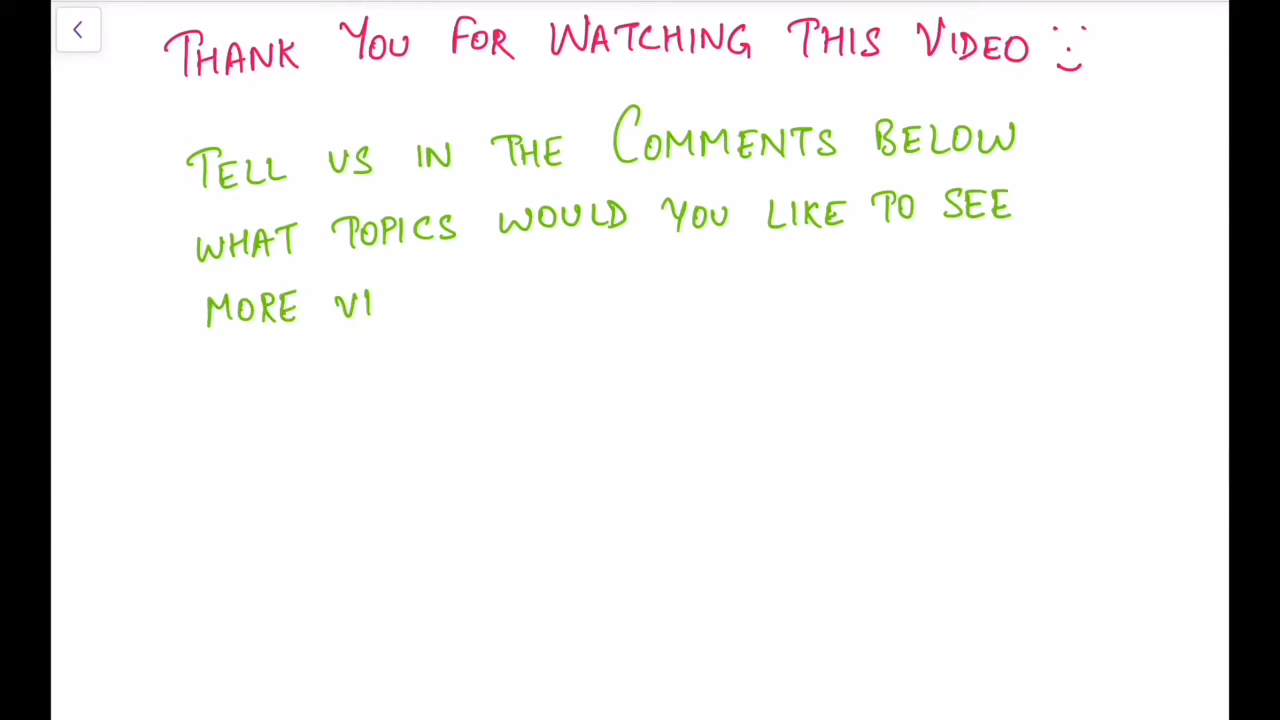 THANK YOU FOR WATCHING THIS VIDEO
TELL US IN THE COMMENTS BELOW
WHAT TOPICS WOULD YOU LIKE TO SEE
MORE VI